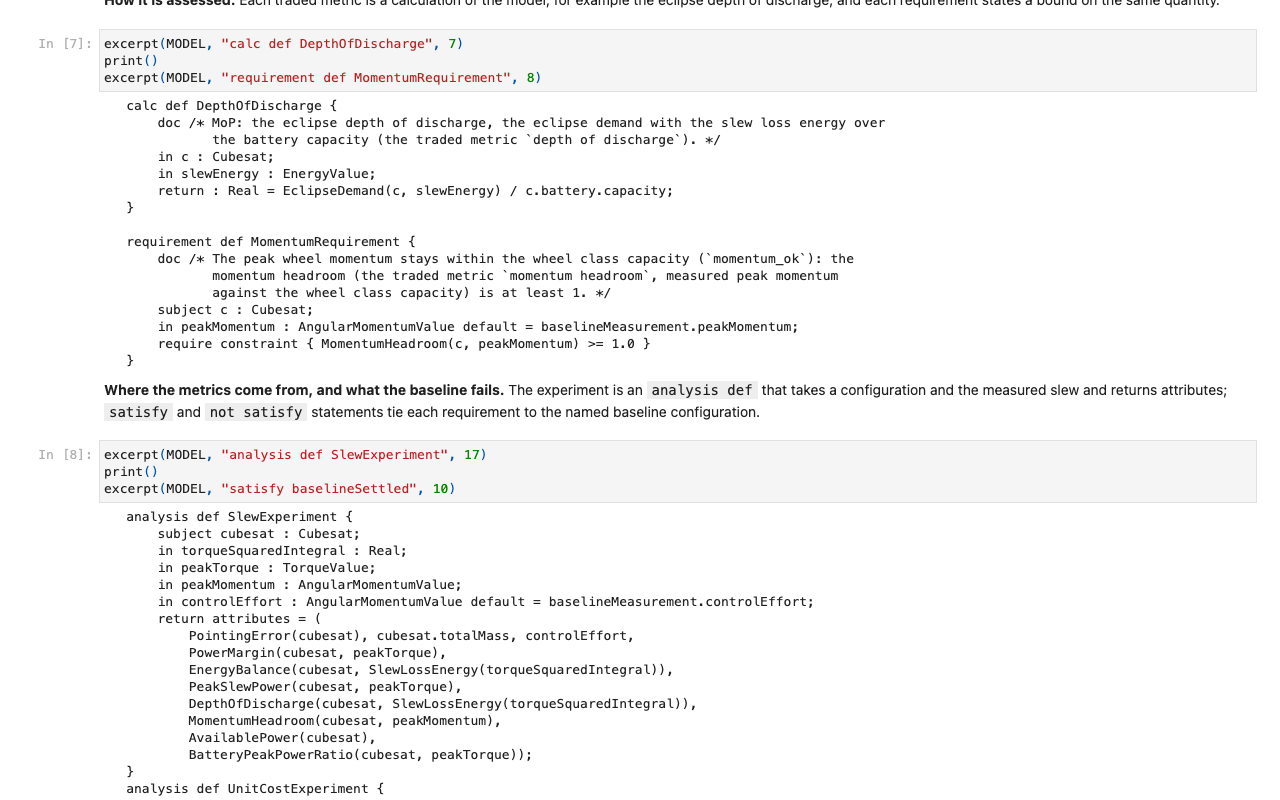 How it is assessed. Each traded metric is a calculation of the model, for example the eclipse depth of discharge, and each requirement states a bound on the same quantity.
In [7]: excerpt(MODEL, "calc def DepthOfDischarge", 7)
print()
excerpt(MODEL, "requirement def MomentumRequirement", 8)
calc def DepthOfDischarge {
    doc /* MoP: the eclipse depth of discharge, the eclipse demand with the slew loss energy over
           the battery capacity (the traded metric `depth of discharge`). */
    in c : Cubesat;
    in slewEnergy : EnergyValue;
    return : Real = EclipseDemand(c, slewEnergy) / c.battery.capacity;
}
requirement def MomentumRequirement {
    doc /* The peak wheel momentum stays within the wheel class capacity (`momentum_ok`): the
           momentum headroom (the traded metric `momentum headroom`, measured peak momentum
           against the wheel class capacity) is at least 1. */
    subject c : Cubesat;
    in peakMomentum : AngularMomentumValue default = baselineMeasurement.peakMomentum;
    require constraint { MomentumHeadroom(c, peakMomentum) >= 1.0 }
}
Where the metrics come from, and what the baseline fails. The experiment is an analysis def that takes a configuration and the measured slew and returns attributes;
satisfy and not satisfy statements tie each requirement to the named baseline configuration.
In [8]: excerpt(MODEL, "analysis def SlewExperiment", 17)
print()
excerpt(MODEL, "satisfy baselineSettled", 10)
analysis def SlewExperiment {
    subject cubesat : Cubesat;
    in torqueSquaredIntegral : Real;
    in peakTorque : TorqueValue;
    in peakMomentum : AngularMomentumValue;
    in controlEffort : AngularMomentumValue default = baselineMeasurement.controlEffort;
    return attributes = (
        PointingError(cubesat), cubesat.totalMass, controlEffort,
        PowerMargin(cubesat, peakTorque),
        EnergyBalance(cubesat, SlewLossEnergy(torqueSquaredIntegral)),
        PeakSlewPower(cubesat, peakTorque),
        DepthOfDischarge(cubesat, SlewLossEnergy(torqueSquaredIntegral)),
        MomentumHeadroom(cubesat, peakMomentum),
        AvailablePower(cubesat),
        BatteryPeakPowerRatio(cubesat, peakTorque));
}
analysis def UnitCostExperiment {